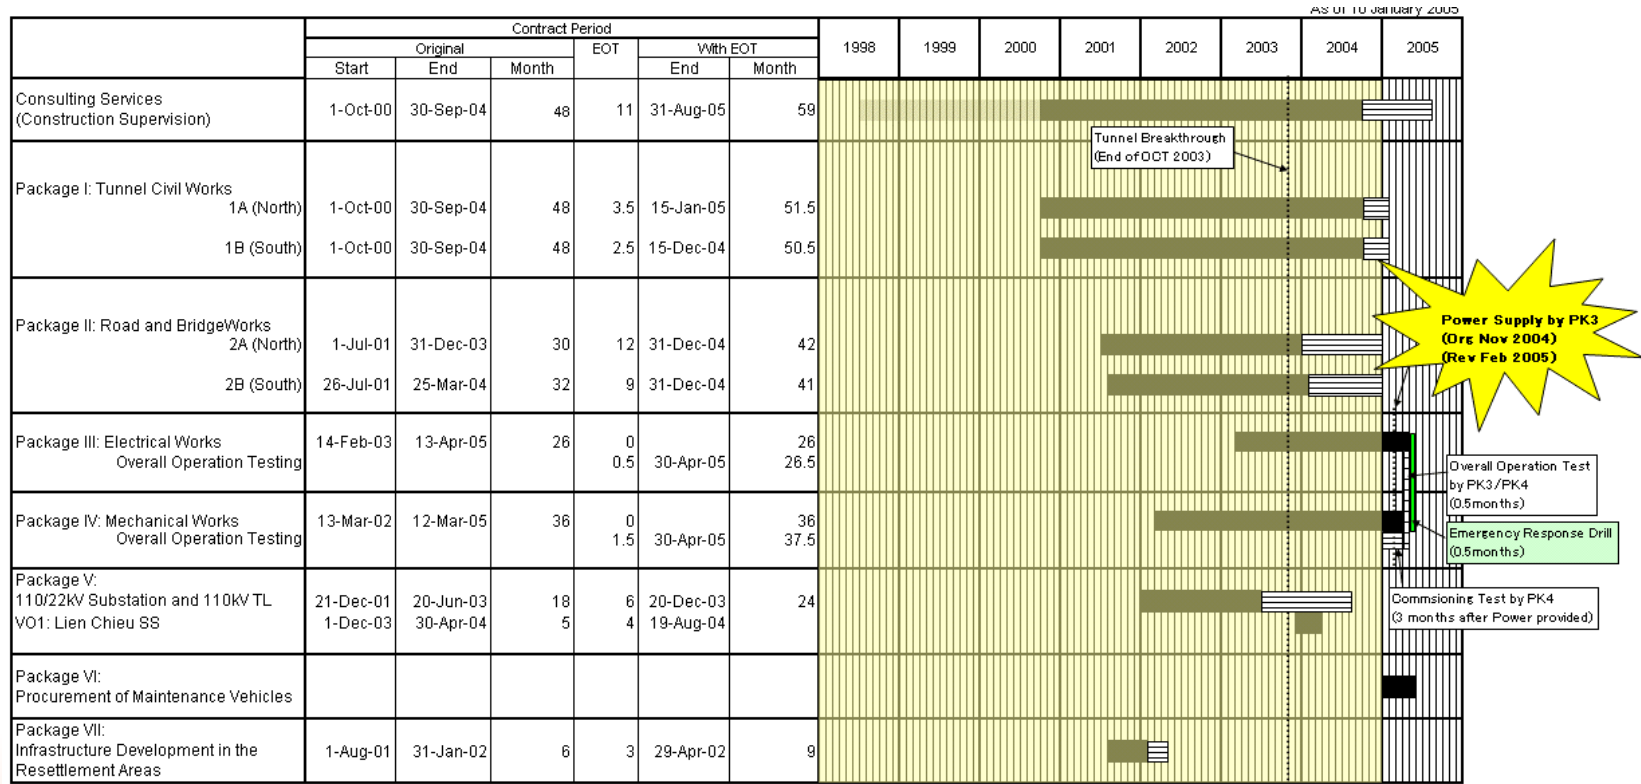 As of 10 January 2005
Contract Period
Original EOT With EOT
1998 1999 2000 2001 2002 2003 2004 2005
Start End Month End Month
Consulting Services
(Construction Supervision) 1-Oct-00 30-Sep-04 48 11 31-Aug-05 59
Tunnel Breakthrough
(End of OCT 2003)
Package I: Tunnel Civil Works
1A (North) 1-Oct-00 30-Sep-04 48 3.5 15-Jan-05 51.5
1B (South) 1-Oct-00 30-Sep-04 48 2.5 15-Dec-04 50.5
Package II: Road and BridgeWorks
2A (North) 1-Jul-01 31-Dec-03 30 12 31-Dec-04 42
2B (South) 26-Jul-01 25-Mar-04 32 9 31-Dec-04 41
Power Supply by PK3
(Org Nov 2004)
(Rev Feb 2005)
Package III: Electrical Works 14-Feb-03 13-Apr-05 26 0 26
Overall Operation Testing 0.5 30-Apr-05 26.5
Overall Operation Test
by PK3/PK4
(0.5months)
Package IV: Mechanical Works 13-Mar-02 12-Mar-05 36 0 36
Overall Operation Testing 1.5 30-Apr-05 37.5
Emergency Response Drill
(0.5months)
Package V:
110/22kV Substation and 110kV TL 21-Dec-01 20-Jun-03 18 6 20-Dec-03 24
VO1: Lien Chieu SS 1-Dec-03 30-Apr-04 5 4 19-Aug-04
Commsioning Test by PK4
(3 months after Power provided)
Package VI:
Procurement of Maintenance Vehicles
Package VII:
Infrastructure Development in the
Resettlement Areas 1-Aug-01 31-Jan-02 6 3 29-Apr-02 9